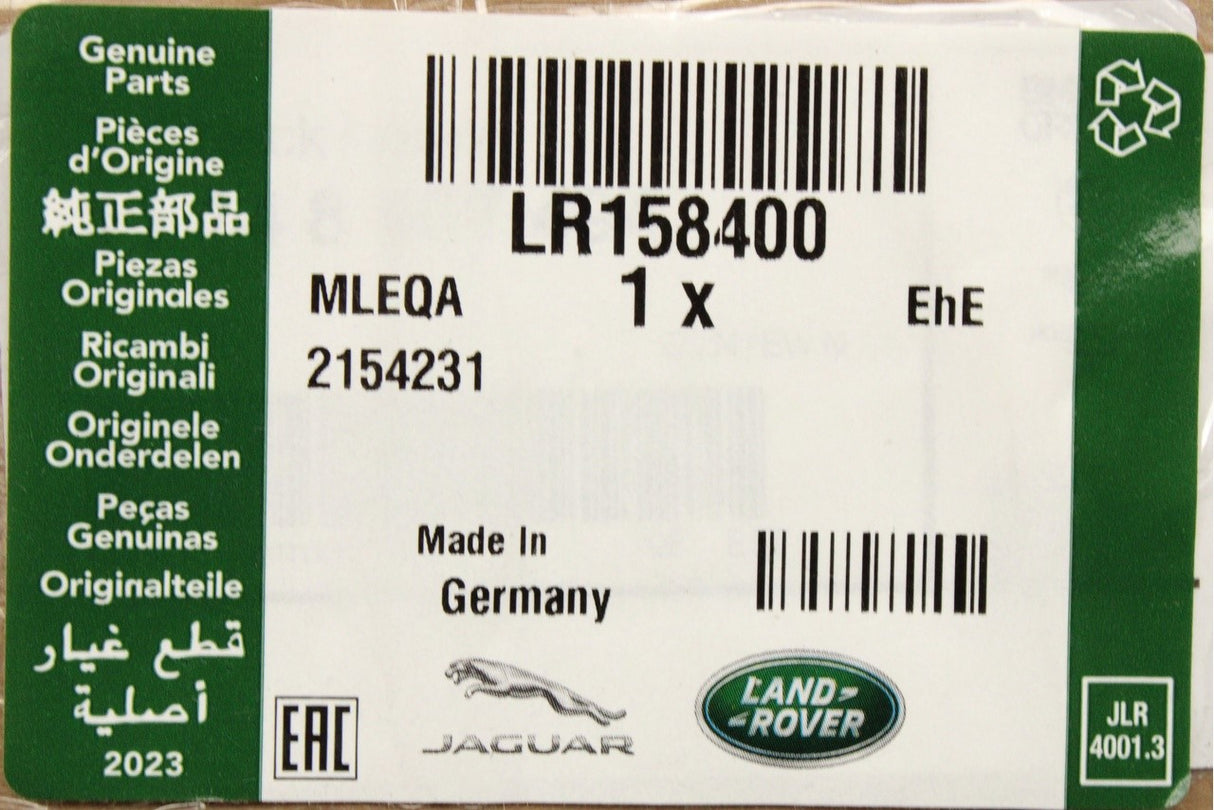 Genuine
Parts
Pièces
d'Origine
純正部品
Piezas
Originales
Ricambi
Originali
Originele
Onderdelen
Peças
Genuinas
Originalteile
قطع غيار
أصلية
2023
LR158400
MLEQA
1 x
EhE
2154231
Made In
Germany
EAC
JAGUAR
LAND-
-ROVER
JLR
4001.3